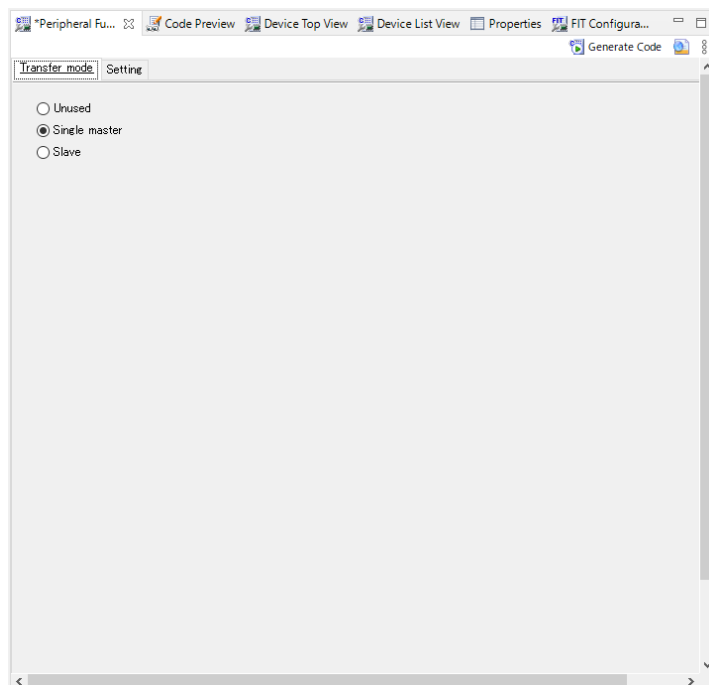 *Peripheral Fu... Code Preview Device Top View Device List View Properties FIT FIT Configura...
Generate Code
Transfer mode Setting
Unused
Single master
Slave